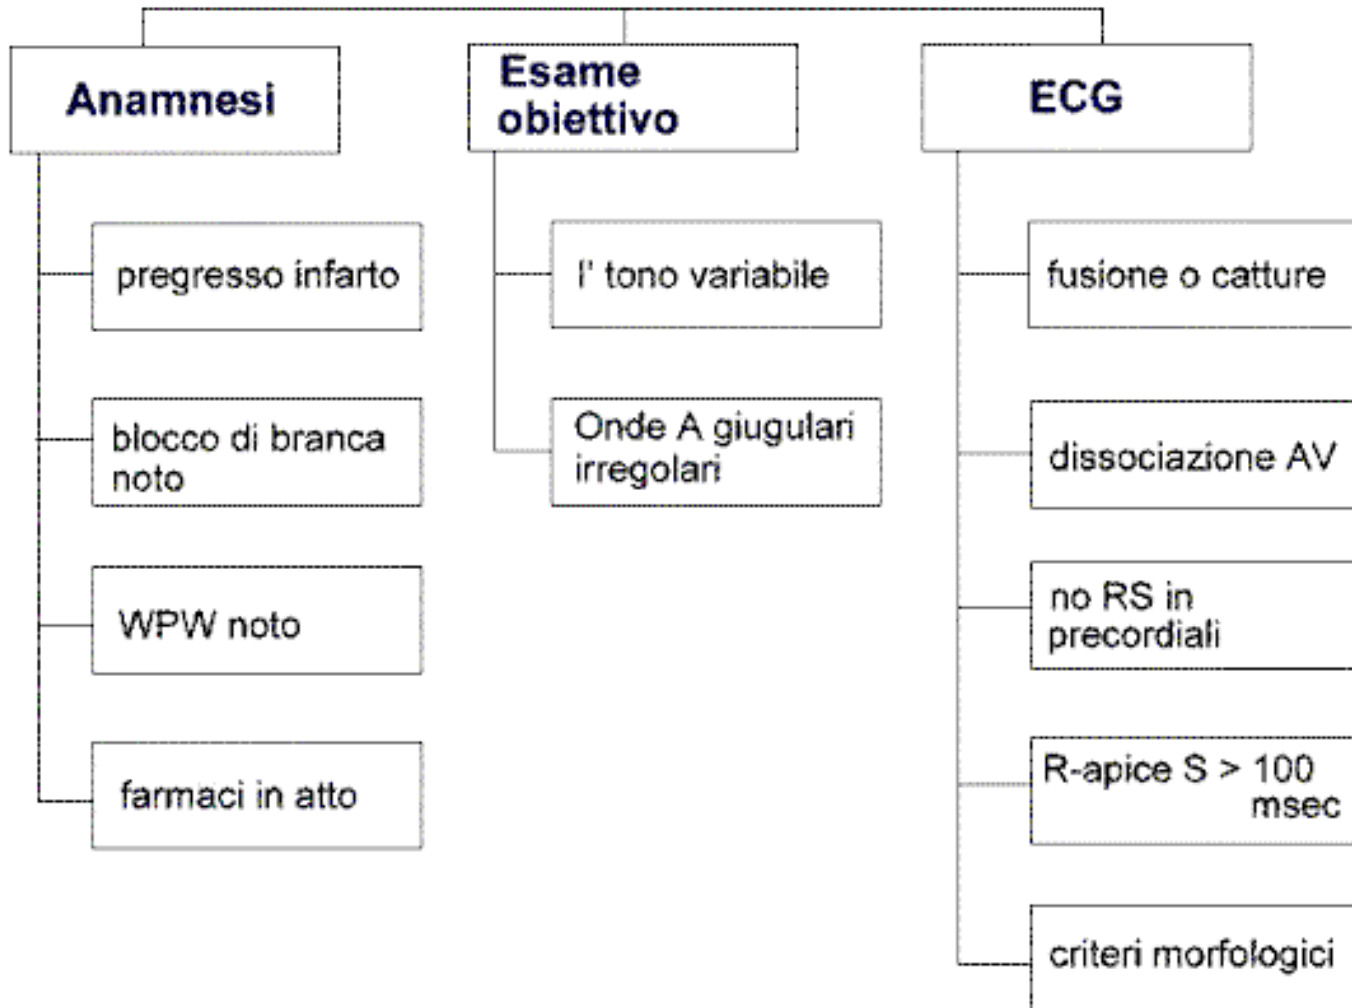 Anamnesi
pregresso infarto
blocco di branca
noto
WPW noto
farmaci in atto
Esame
obiettivo
I' tono variabile
Onde A giugulari
irregolari
ECG
fusione o catture
dissociazione AV
no RS in
precordiali
R-apice S > 100
msec
criteri morfologici